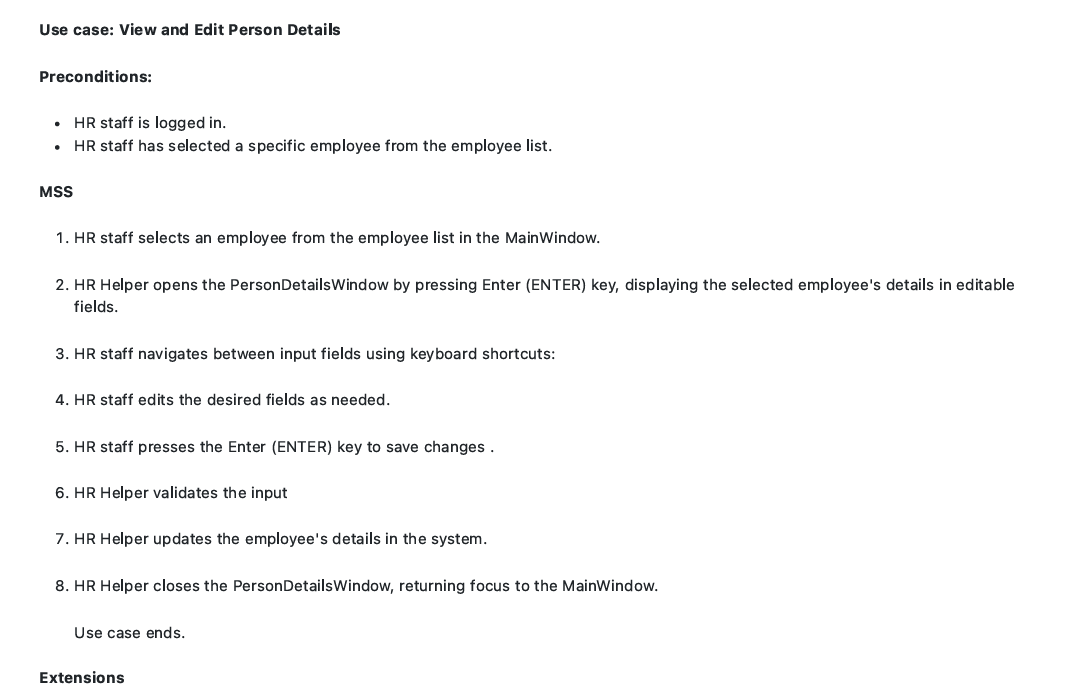 Use case: View and Edit Person Details
Preconditions:
• HR staff is logged in.
• HR staff has selected a specific employee from the employee list.
MSS
1. HR staff selects an employee from the employee list in the MainWindow.
2. HR Helper opens the PersonDetailsWindow by pressing Enter (ENTER) key, displaying the selected employee's details in editable
fields.
3. HR staff navigates between input fields using keyboard shortcuts:
4. HR staff edits the desired fields as needed.
5. HR staff presses the Enter (ENTER) key to save changes .
6. HR Helper validates the input
7. HR Helper updates the employee's details in the system.
8. HR Helper closes the PersonDetailsWindow, returning focus to the MainWindow.
Use case ends.
Extensions